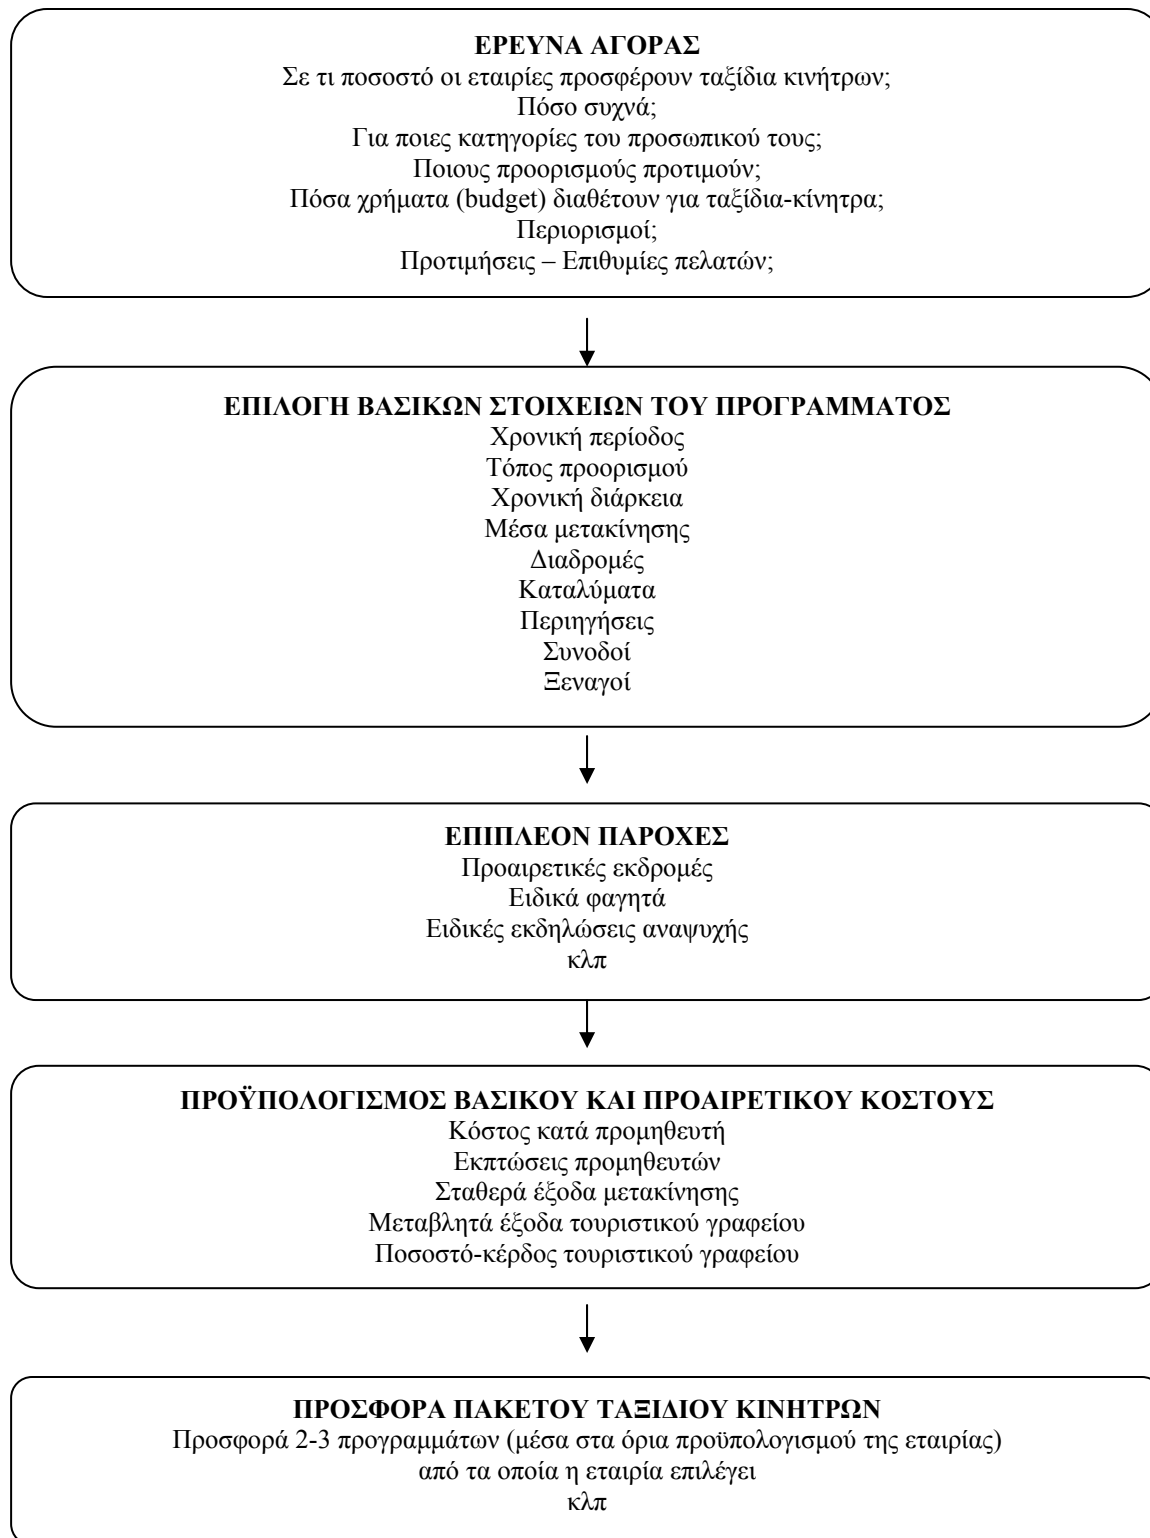 ΕΡΕΥΝΑ ΑΓΟΡΑΣ
Σε τι ποσοστό οι εταιρίες προσφέρουν ταξίδια κινήτρων;
Πόσο συχνά;
Για ποιες κατηγορίες του προσωπικού τους;
Ποιους προορισμούς προτιμούν;
Πόσα χρήματα (budget) διαθέτουν για ταξίδια-κίνητρα;
Περιορισμοί;
Προτιμήσεις – Επιθυμίες πελατών;
ΕΠΙΛΟΓΗ ΒΑΣΙΚΩΝ ΣΤΟΙΧΕΙΩΝ ΤΟΥ ΠΡΟΓΡΑΜΜΑΤΟΣ
Χρονική περίοδος
Τόπος προορισμού
Χρονική διάρκεια
Μέσα μετακίνησης
Διαδρομές
Καταλύματα
Περιηγήσεις
Συνοδοί
Ξεναγοί
ΕΠΙΠΛΕΟΝ ΠΑΡΟΧΕΣ
Προαιρετικές εκδρομές
Ειδικά φαγητά
Ειδικές εκδηλώσεις αναψυχής
κλπ
ΠΡΟΫΠΟΛΟΓΙΣΜΟΣ ΒΑΣΙΚΟΥ ΚΑΙ ΠΡΟΑΙΡΕΤΙΚΟΥ ΚΟΣΤΟΥΣ
Κόστος κατά προμηθευτή
Εκπτώσεις προμηθευτών
Σταθερά έξοδα μετακίνησης
Μεταβλητά έξοδα τουριστικού γραφείου
Ποσοστό-κέρδος τουριστικού γραφείου
ΠΡΟΣΦΟΡΑ ΠΑΚΕΤΟΥ ΤΑΞΙΔΙΟΥ ΚΙΝΗΤΡΩΝ
Προσφορά 2-3 προγραμμάτων (μέσα στα όρια προϋπολογισμού της εταιρίας)
από τα οποία η εταιρία επιλέγει
κλπ